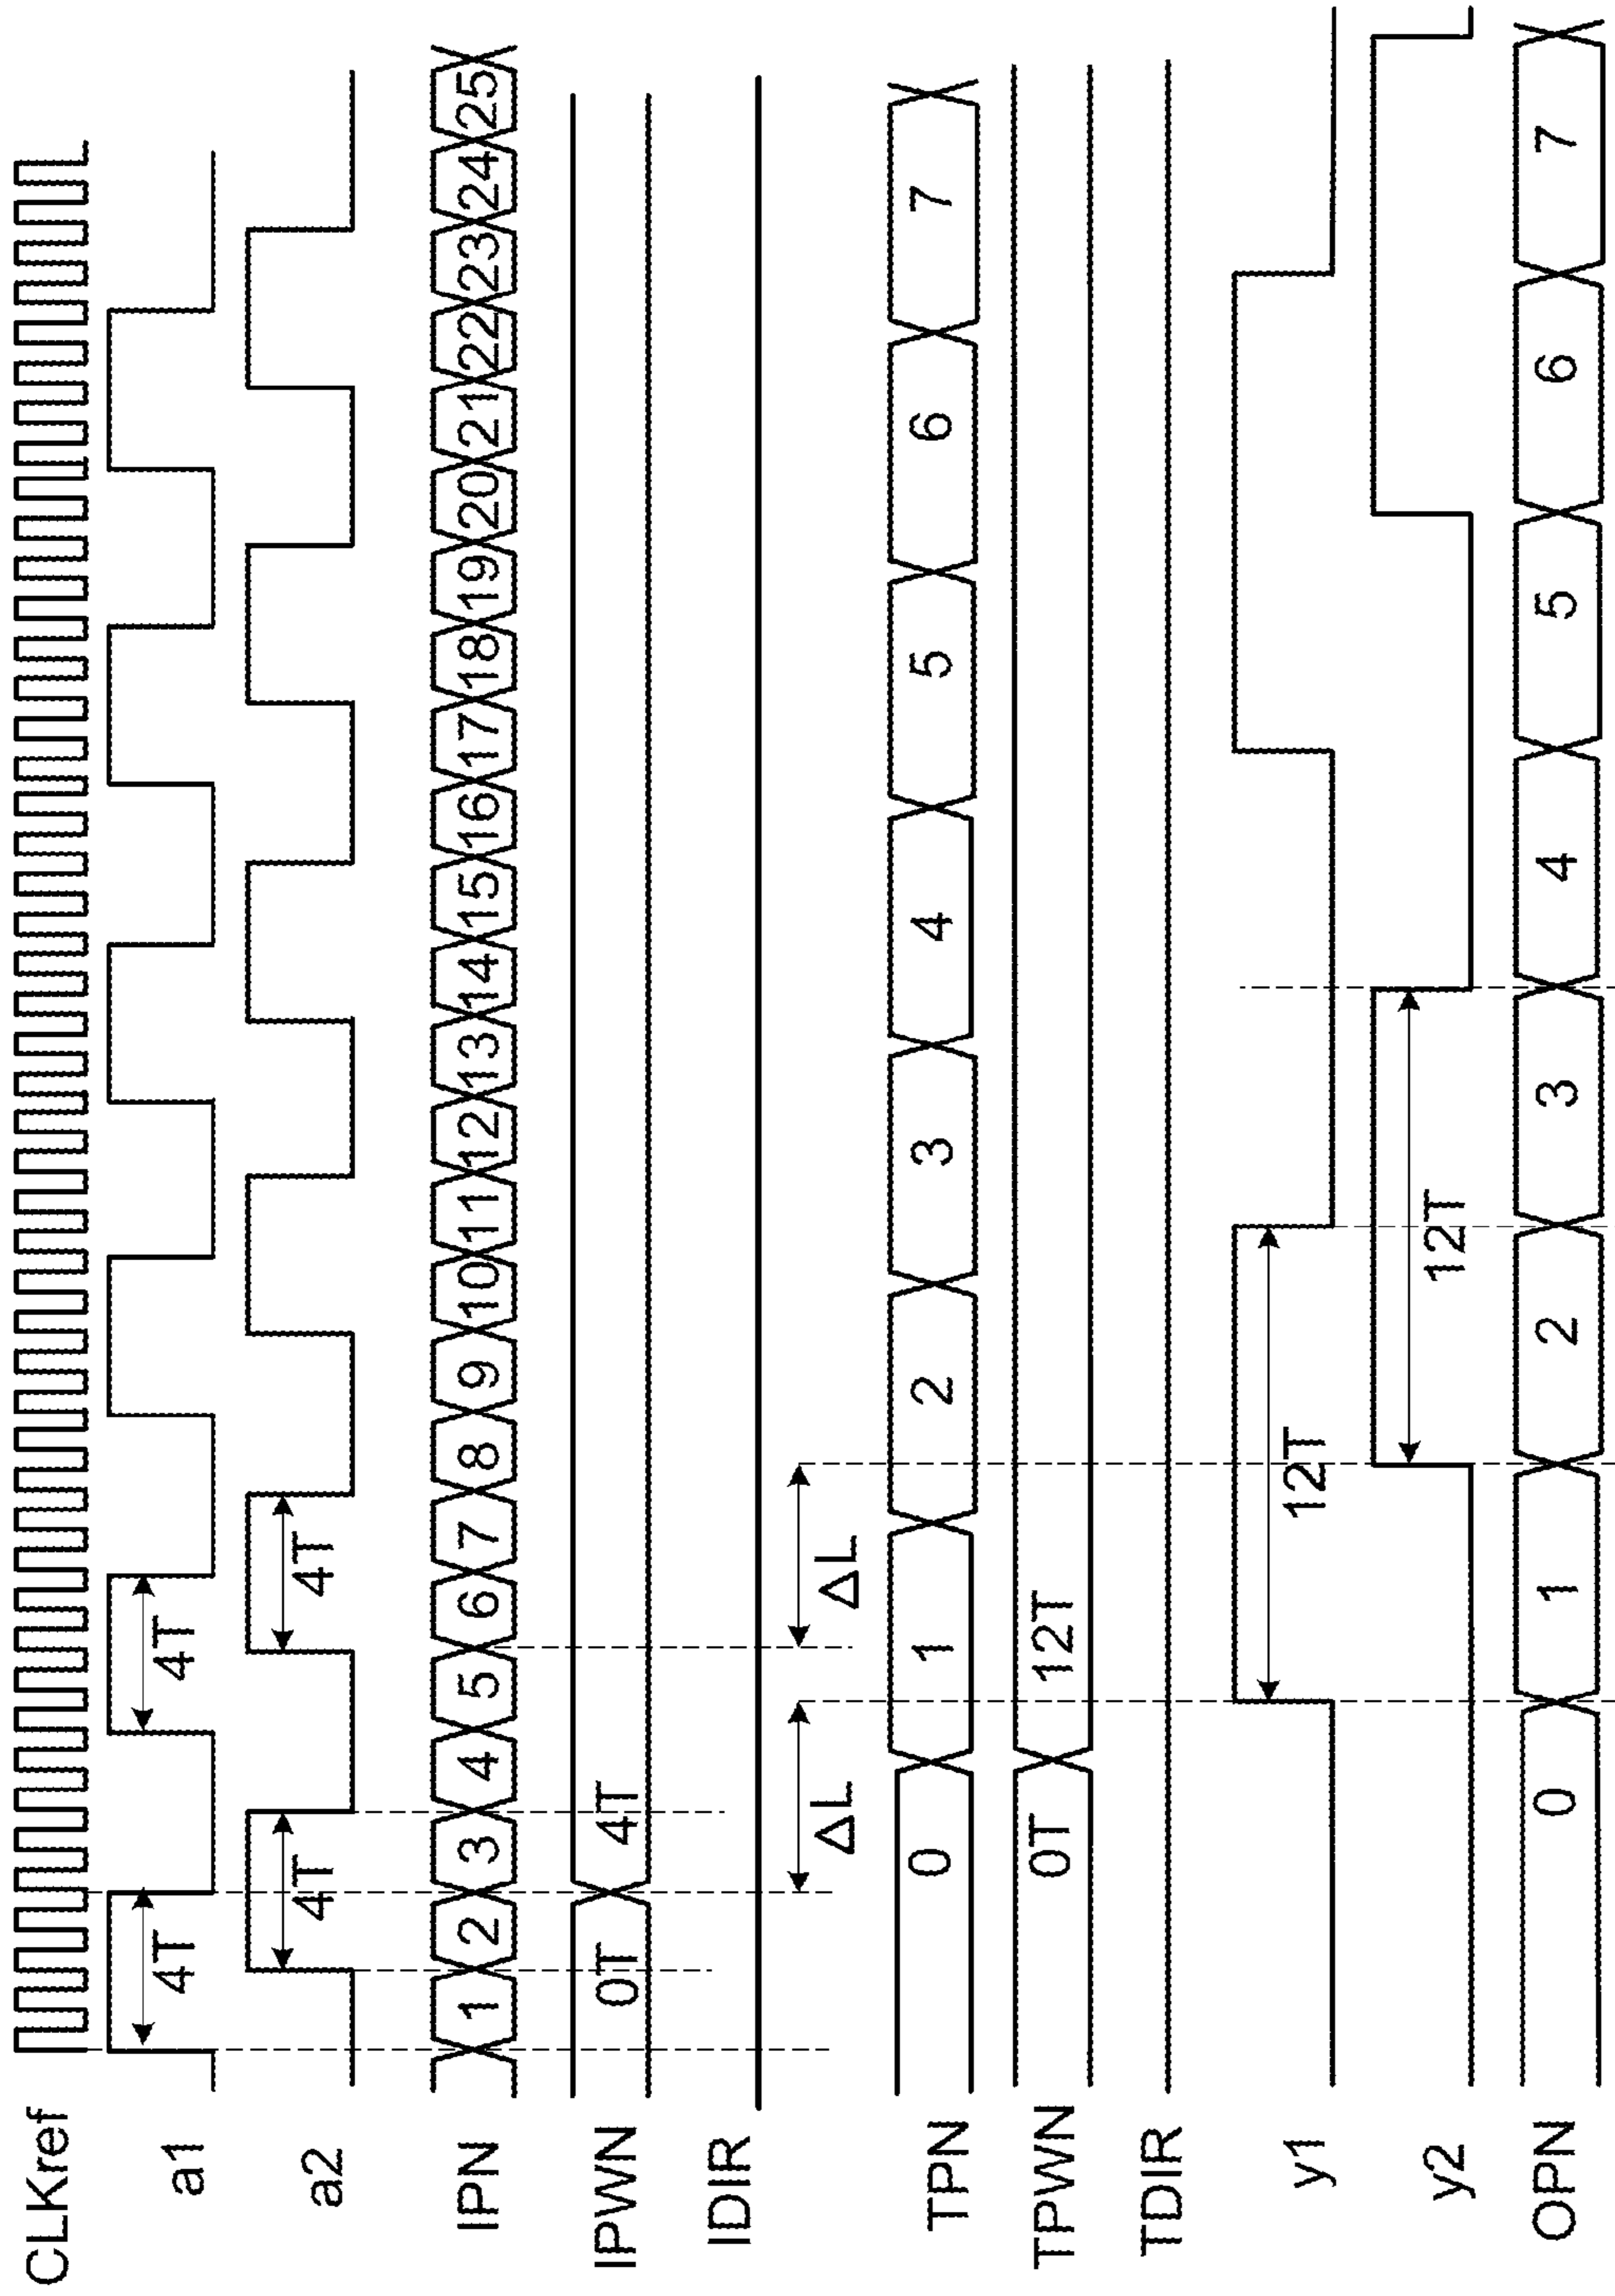 CLKref
a1 4T 4T
a2 4T 4T
IPN 1 2 3 4 5 6 7 8 9 10 11 12 13 14 15 16 17 18 19 20 21 22 23 24 25
IPWN 0T 4T
IDIR
ΔL ΔL
TPN 0 1 2 3 4 5 6 7
TPWN 0T 12T
TDIR
y1 12T
y2 12T
OPN 0 1 2 3 4 5 6 7